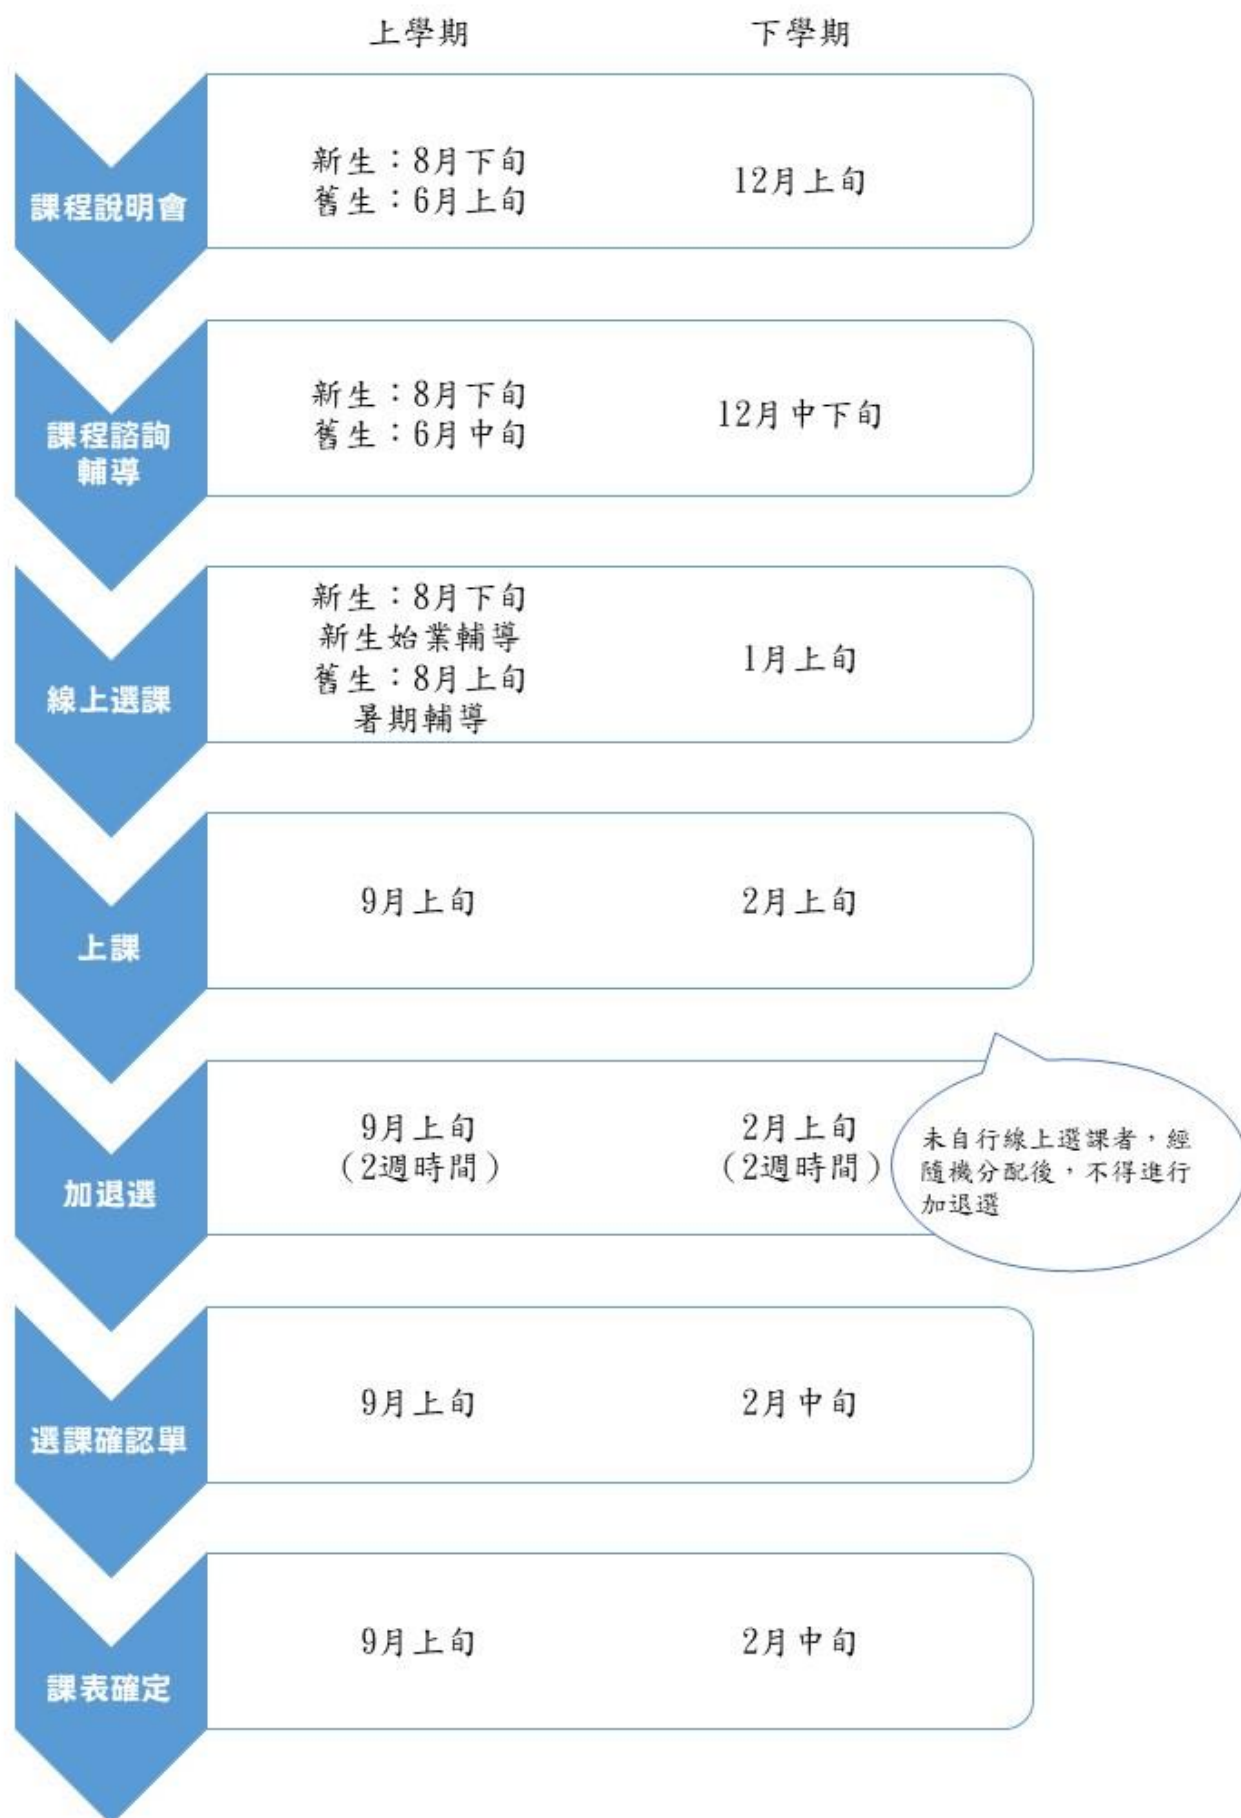 上學期
下學期
課程說明會
新生：8月下旬
舊生：6月上旬
12月上旬
課程諮詢
輔導
新生：8月下旬
舊生：6月中旬
12月中下旬
線上選課
新生：8月下旬
新生始業輔導
舊生：8月上旬
暑期輔導
1月上旬
上課
9月上旬
2月上旬
加退選
9月上旬
（2週時間）
2月上旬
（2週時間）
未自行線上選課者，經
隨機分配後，不得進行
加退選
選課確認單
9月上旬
2月中旬
課表確定
9月上旬
2月中旬